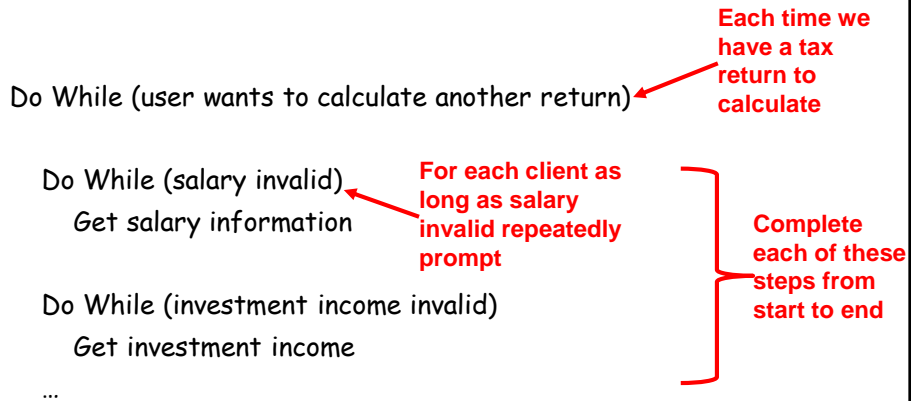 Each time we
have a tax
return to
calculate
Do While (user wants to calculate another return)
Do While (salary invalid)
Get salary information
For each client as
long as salary
invalid repeatedly
prompt
Complete
each of these
steps from
start to end
Do While (investment income invalid)
Get investment income
…